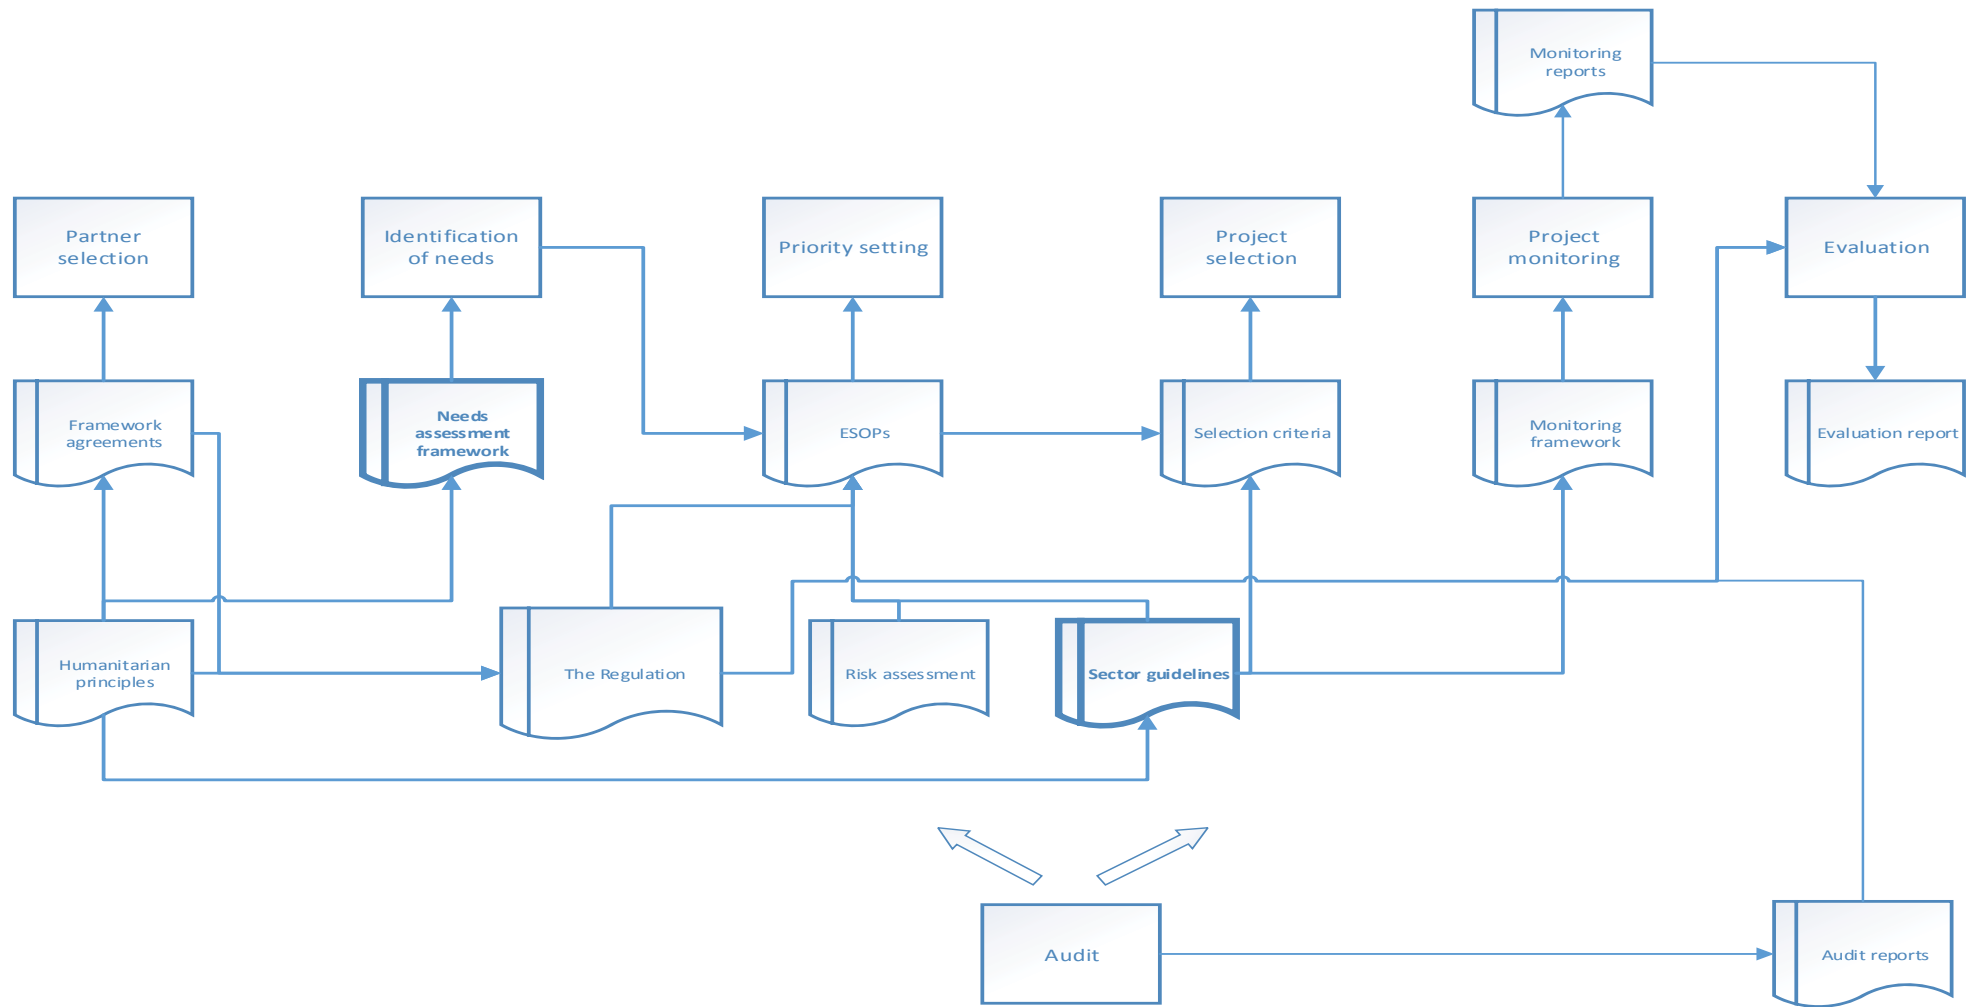 Monitoring
reports
Partner
selection
Identification
of needs
Priority setting
Project
selection
Project
monitoring
Evaluation
Framework
agreements
Needs
assessment
framework
ESOPs
Selection criteria
Monitoring
framework
Evaluation report
Humanitarian
principles
The Regulation
Risk assessment
Sector guidelines
Audit
Audit reports